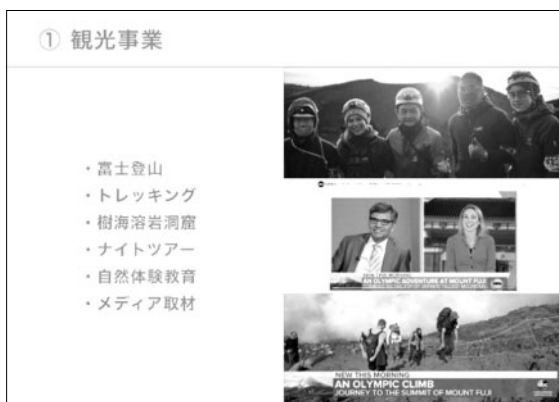 ① 観光事業
・富士登山
・トレッキング
・樹海溶岩洞窟
・ナイトツアー
・自然体験教育
・メディア取材
NEW THIS MORNING
AN OLYMPIC ADVENTURE AT MOUNT FUJI
NEW THIS MORNING
AN OLYMPIC CLIMB
JOURNEY TO THE SUMMIT OF MOUNT FUJI